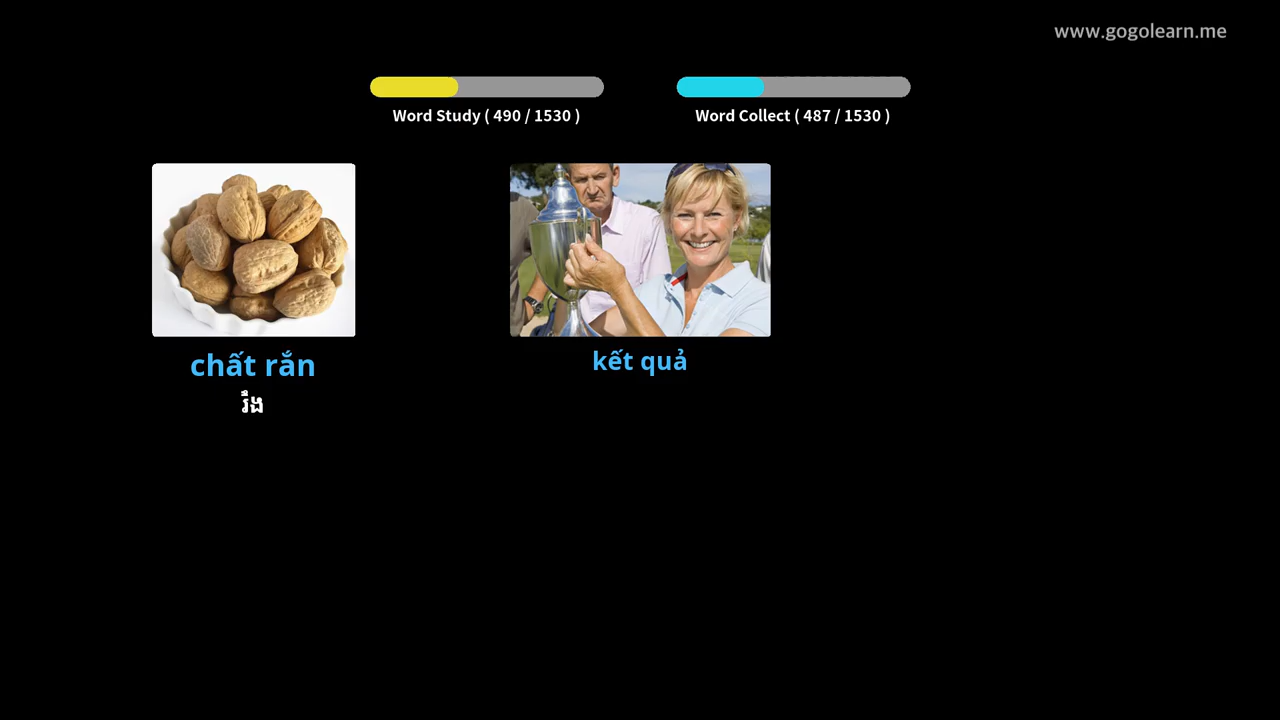 www.gogolearn.me
Word Study ( 490 / 1530 )
Word Collect ( 487 / 1530 )
chất rắn
រឹង
kết quả